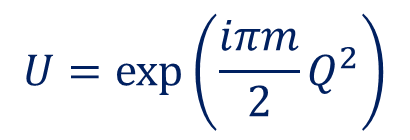 U = exp(iπm/2 Q²)